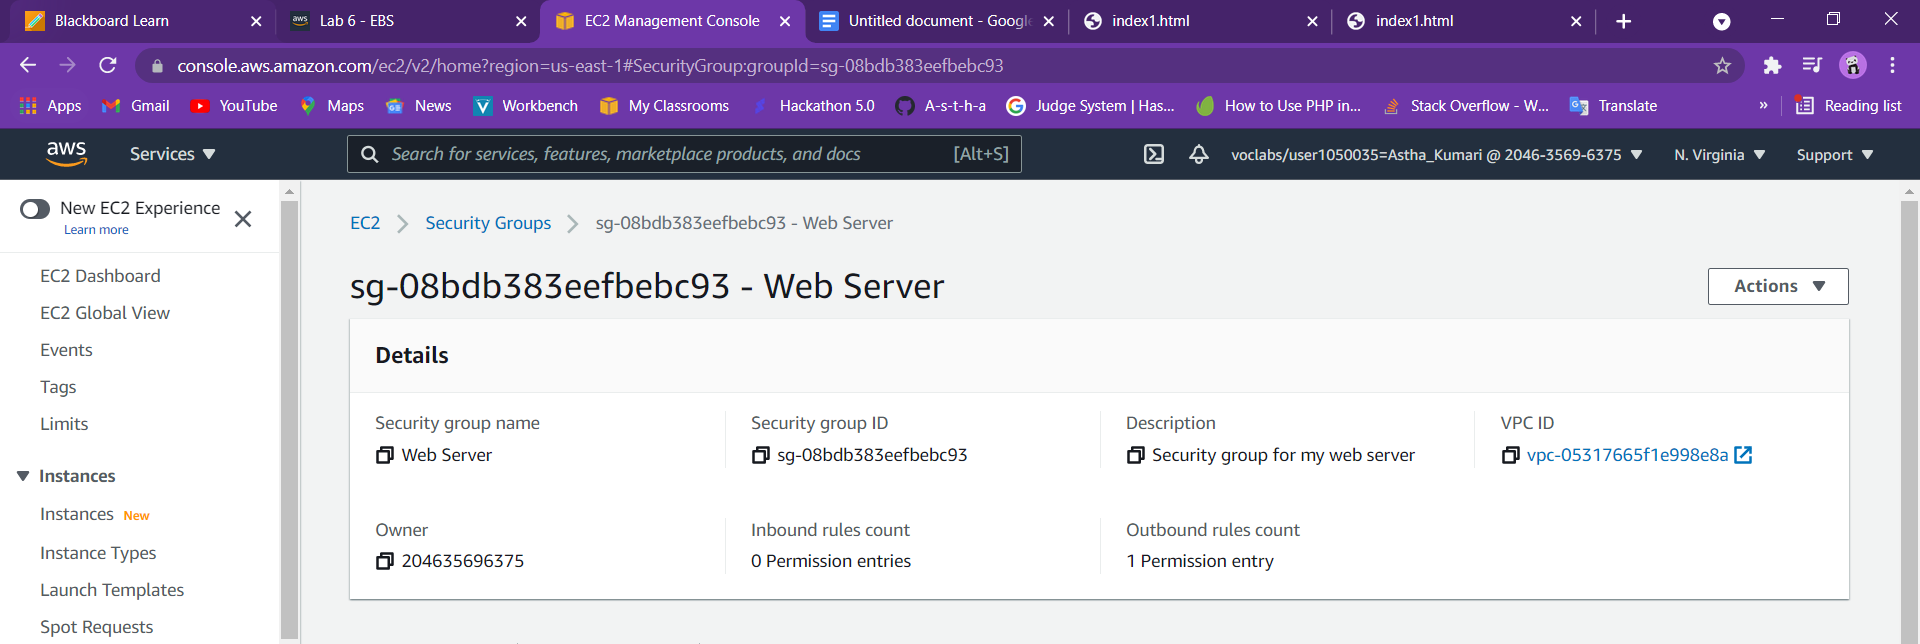 Blackboard Learn
Lab 6 - EBS
EC2 Management Console
Untitled document - Google
index1.html
index1.html
console.aws.amazon.com/ec2/v2/home?region=us-east-1#SecurityGroup:groupId=sg-08bdb383eefbebc93
Apps
Gmail
YouTube
Maps
News
Workbench
My Classrooms
Hackathon 5.0
A-s-t-h-a
Judge System | Has...
How to Use PHP in...
Stack Overflow - W...
Translate
»
Reading list
aws
Services
Search for services, features, marketplace products, and docs
[Alt+S]
voclabs/user1050035=Astha_Kumari @ 2046-3569-6375
N. Virginia
Support
New EC2 Experience
Learn more
EC2 Dashboard
EC2 Global View
Events
Tags
Limits
Instances
Instances New
Instance Types
Launch Templates
Spot Requests
EC2 > Security Groups > sg-08bdb383eefbebc93 - Web Server
sg-08bdb383eefbebc93 - Web Server
Actions
Details
Security group name
Web Server
Security group ID
sg-08bdb383eefbebc93
Description
Security group for my web server
VPC ID
vpc-05317665f1e998e8a
Owner
204635696375
Inbound rules count
0 Permission entries
Outbound rules count
1 Permission entry